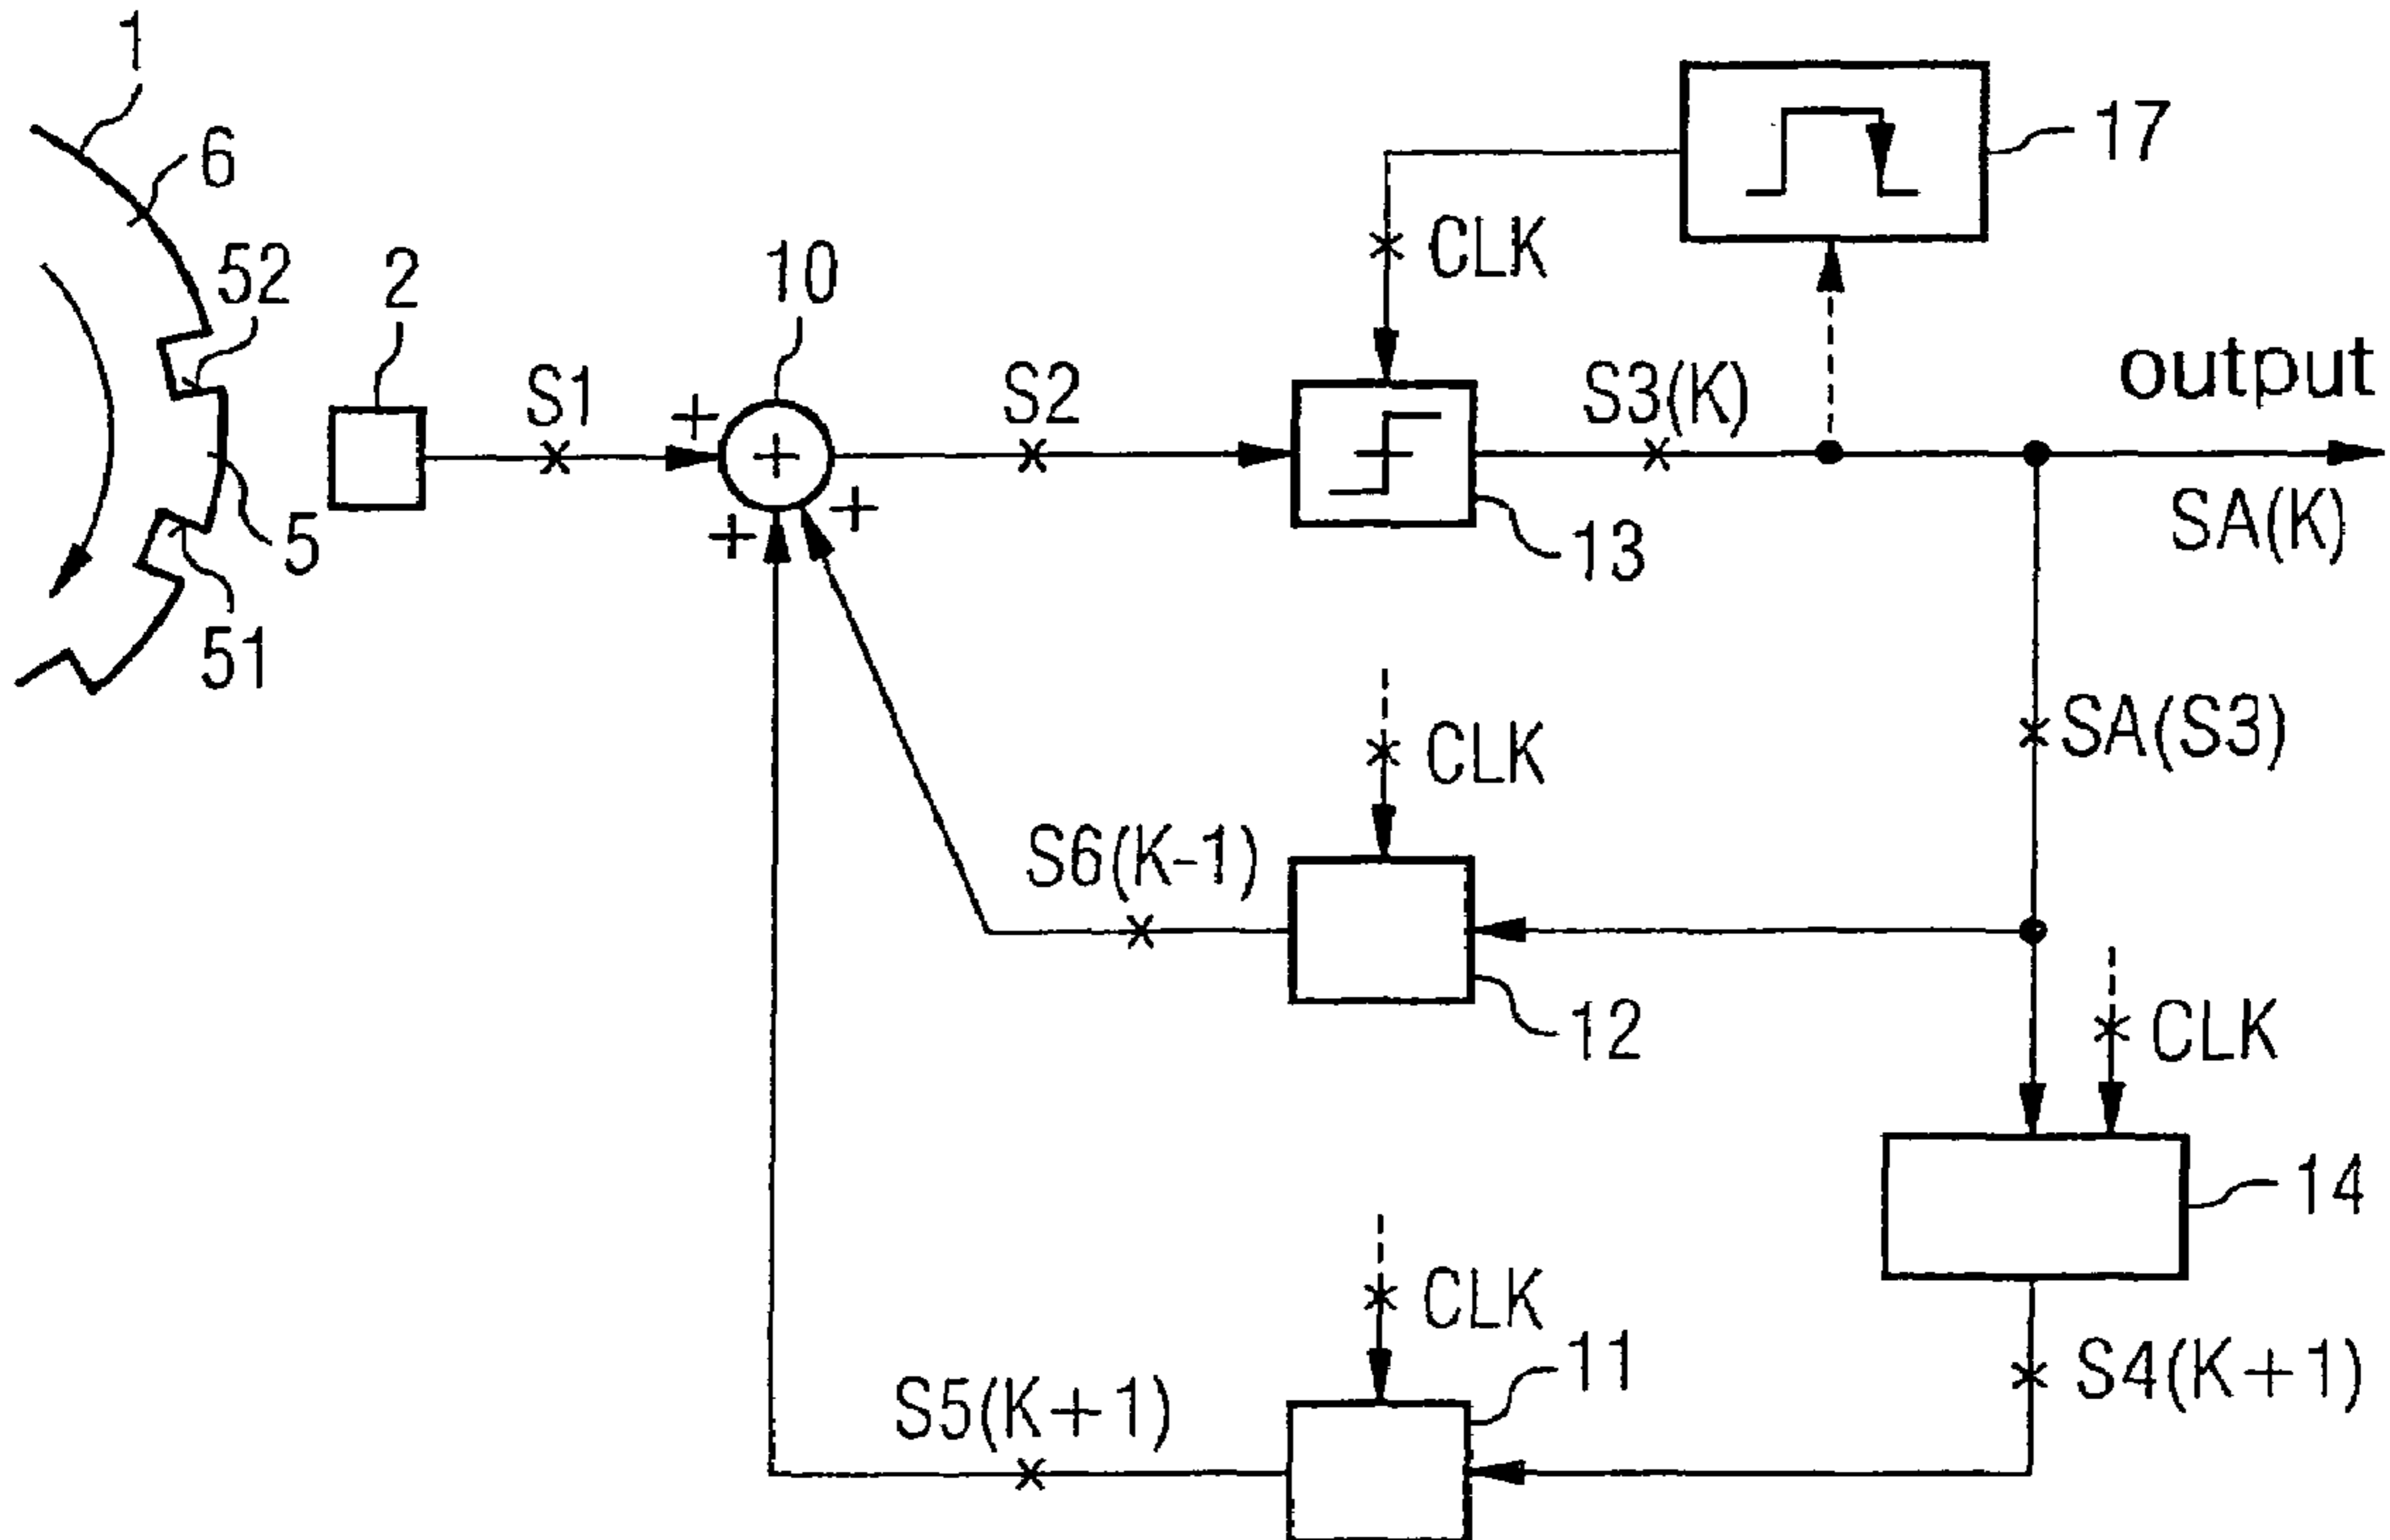 1
6
17
52
2
10
CLK
S1
+
+
S2
S3(K)
output
+
+
5
13
SA(K)
51
SA(S3)
CLK
S6(K-1)
12
CLK
14
CLK
11
S4(K+1)
S5(K+1)